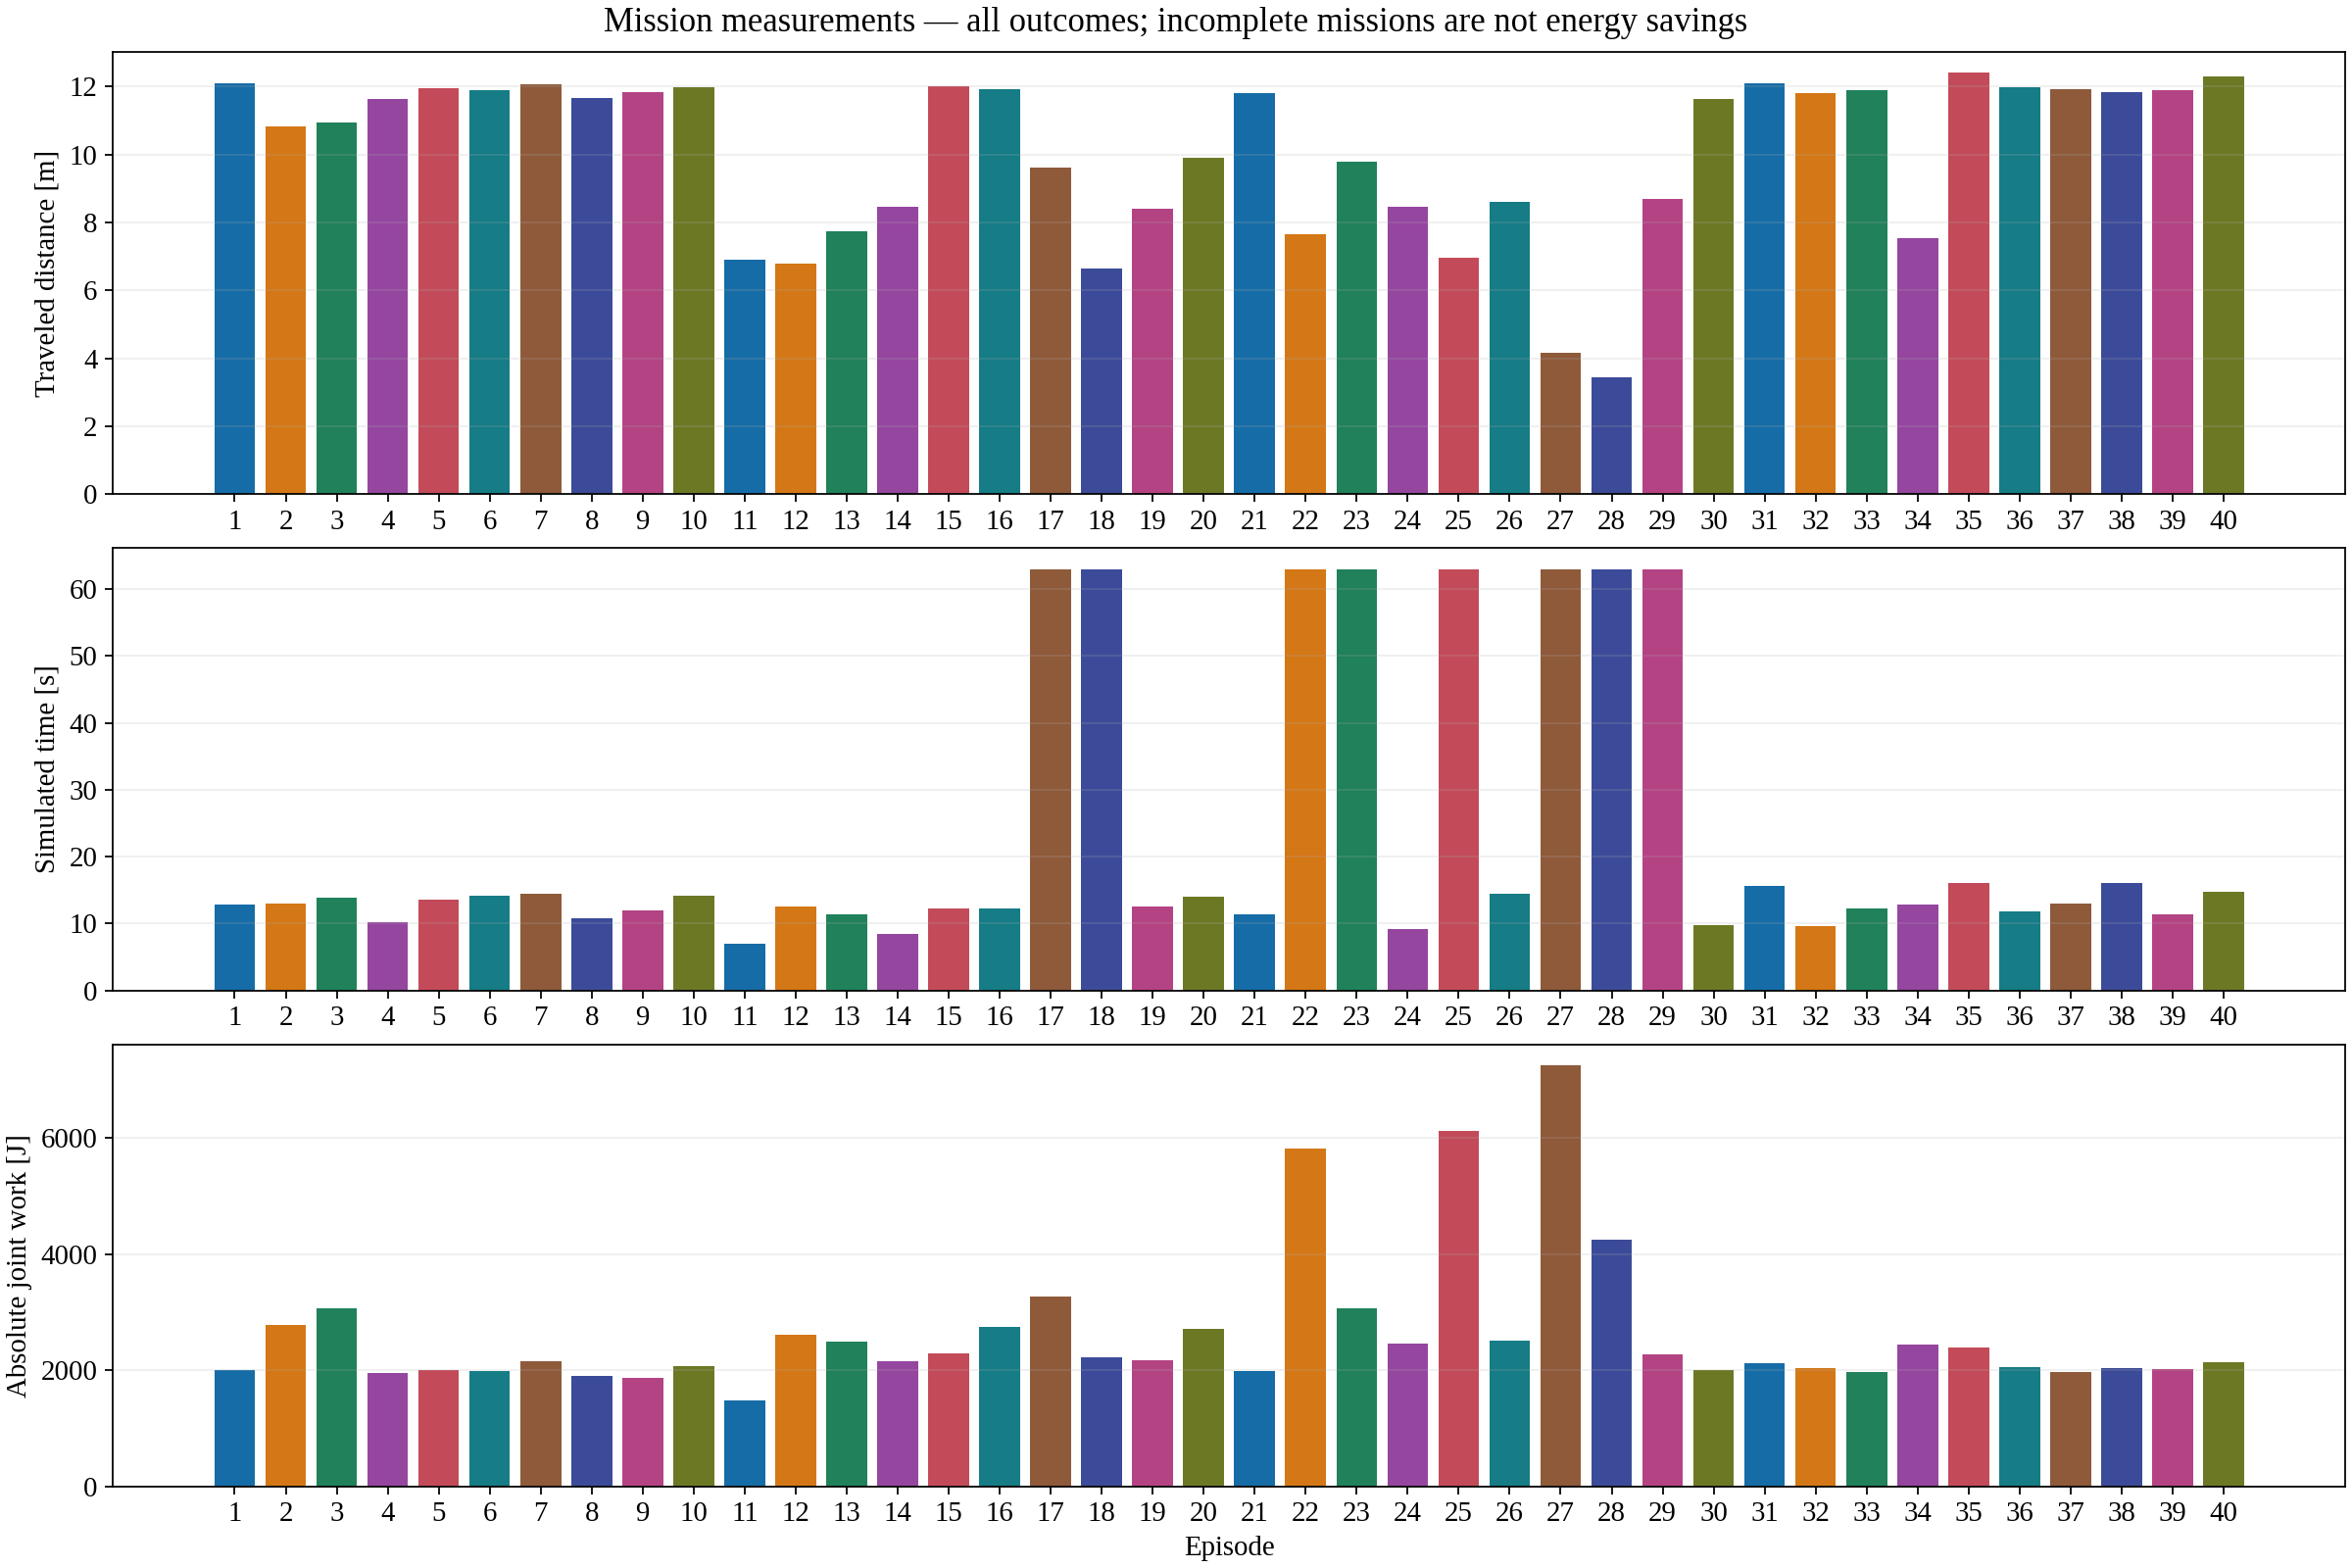 Mission measurements — all outcomes; incomplete missions are not energy savings
Traveled distance [m]
12
10
8
6
4
2
0
1 2 3 4 5 6 7 8 9 10 11 12 13 14 15 16 17 18 19 20 21 22 23 24 25 26 27 28 29 30 31 32 33 34 35 36 37 38 39 40
Simulated time [s]
60
50
40
30
20
10
0
1 2 3 4 5 6 7 8 9 10 11 12 13 14 15 16 17 18 19 20 21 22 23 24 25 26 27 28 29 30 31 32 33 34 35 36 37 38 39 40
Absolute joint work [J]
6000
4000
2000
0
1 2 3 4 5 6 7 8 9 10 11 12 13 14 15 16 17 18 19 20 21 22 23 24 25 26 27 28 29 30 31 32 33 34 35 36 37 38 39 40
Episode